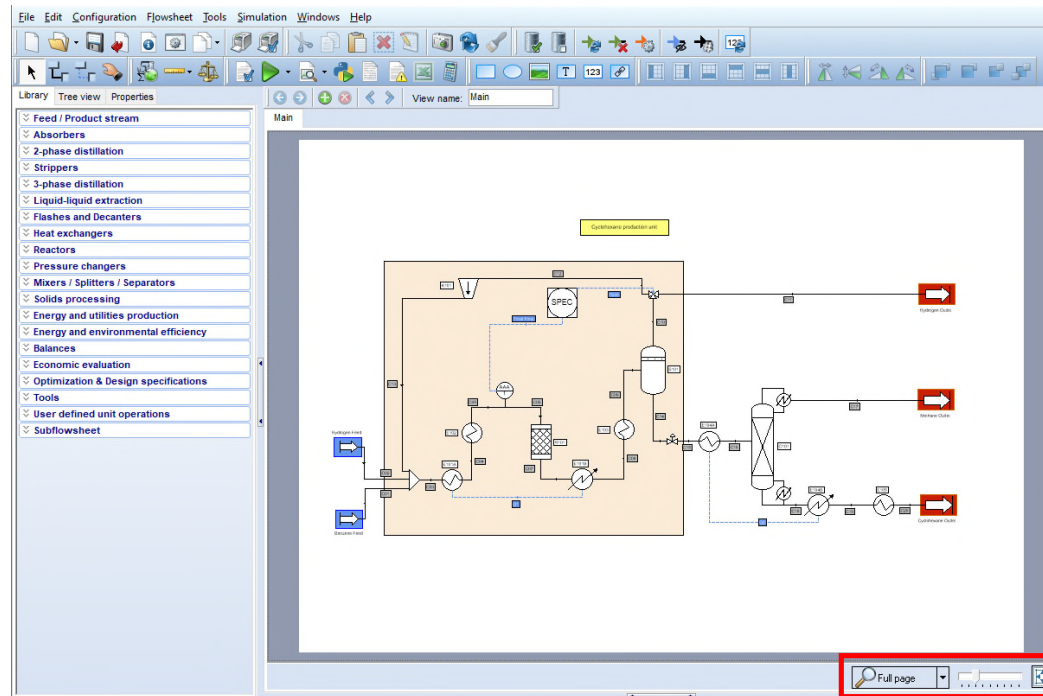 File Edit Configuration Flowsheet Tools Simulation Windows Help
123
T 123
Library Tree view Properties
View name: Main
Main
Feed / Product stream
Absorbers
2-phase distillation
Strippers
3-phase distillation
Liquid-liquid extraction
Flashes and Decanters
Heat exchangers
Reactors
Pressure changers
Mixers / Splitters / Separators
Solids processing
Energy and utilities production
Energy and environmental efficiency
Balances
Economic evaluation
Optimization & Design specifications
Tools
User defined unit operations
Subflowsheet
Cyclohexane production unit
SPEC
Hydrogen Outlet
AAA
Methane Outlet
Hydrogen Feed
Benzene Feed
Cyclohexane Outlet
Full page